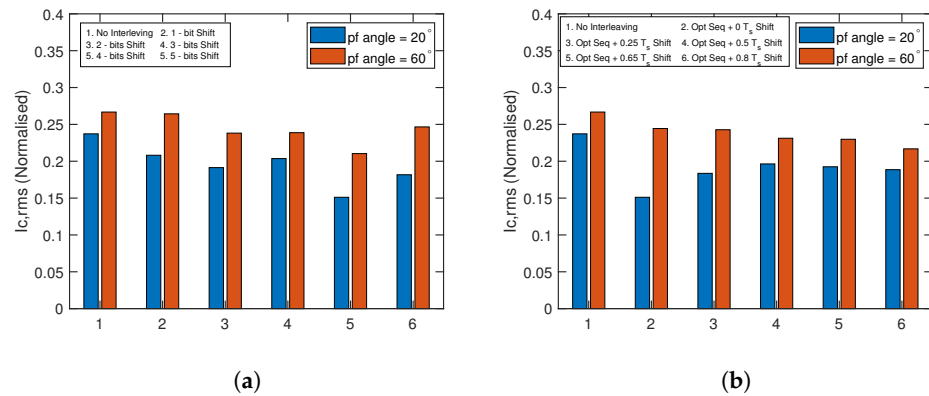 0.4
0.35
0.3
0.25
0.2
0.15
0.1
0.05
0
Ic,rms (Normalised)
1. No Interleving 2. 1 - bit Shift
3. 2 - bits Shift 4. 3 - bits Shift
5. 4 - bits Shift 5. 5 - bits Shift
pf angle = 20°
pf angle = 60°
1 2 3 4 5 6
(a)
0.4
0.35
0.3
0.25
0.2
0.15
0.1
0.05
0
Ic,rms (Normalised)
1. No Interleaving 2. Opt Seq + 0 Ts Shift
3. Opt Seq + 0.25 Ts Shift 4. Opt Seq + 0.5 Ts Shift
5. Opt Seq + 0.65 Ts Shift 6. Opt Seq + 0.8 Ts Shift
pf angle = 20°
pf angle = 60°
1 2 3 4 5 6
(b)